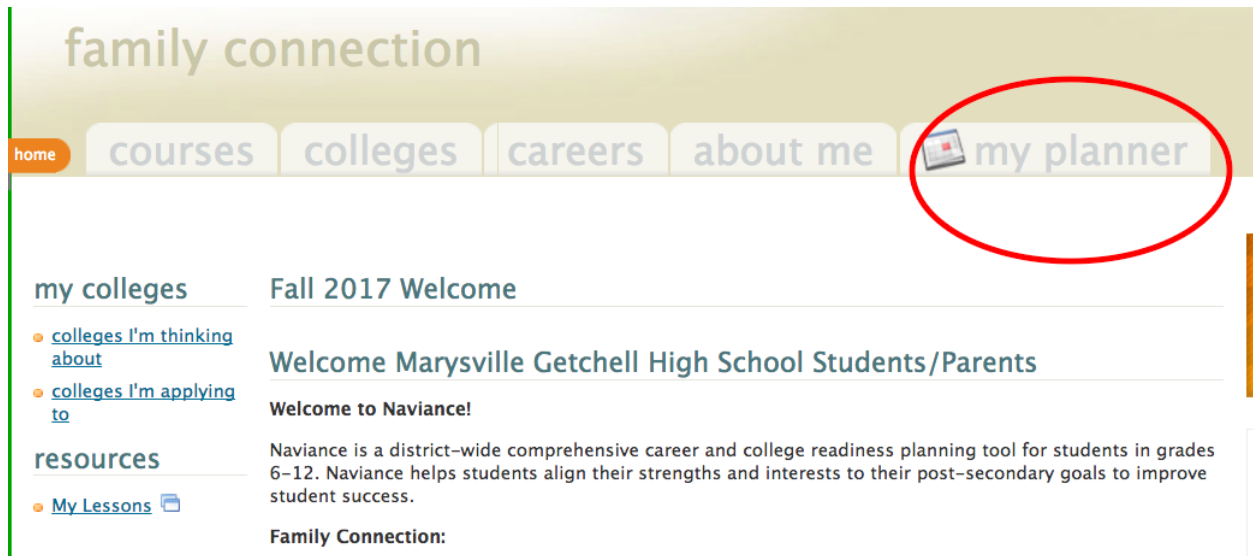 family connection
home
courses
colleges
careers
about me
my planner
my colleges
colleges I'm thinking
about
colleges I'm applying
to
resources
My Lessons
Fall 2017 Welcome
Welcome Marysville Getchell High School Students/Parents
Welcome to Naviance!
Naviance is a district-wide comprehensive career and college readiness planning tool for students in grades
6-12. Naviance helps students align their strengths and interests to their post-secondary goals to improve
student success.
Family Connection: